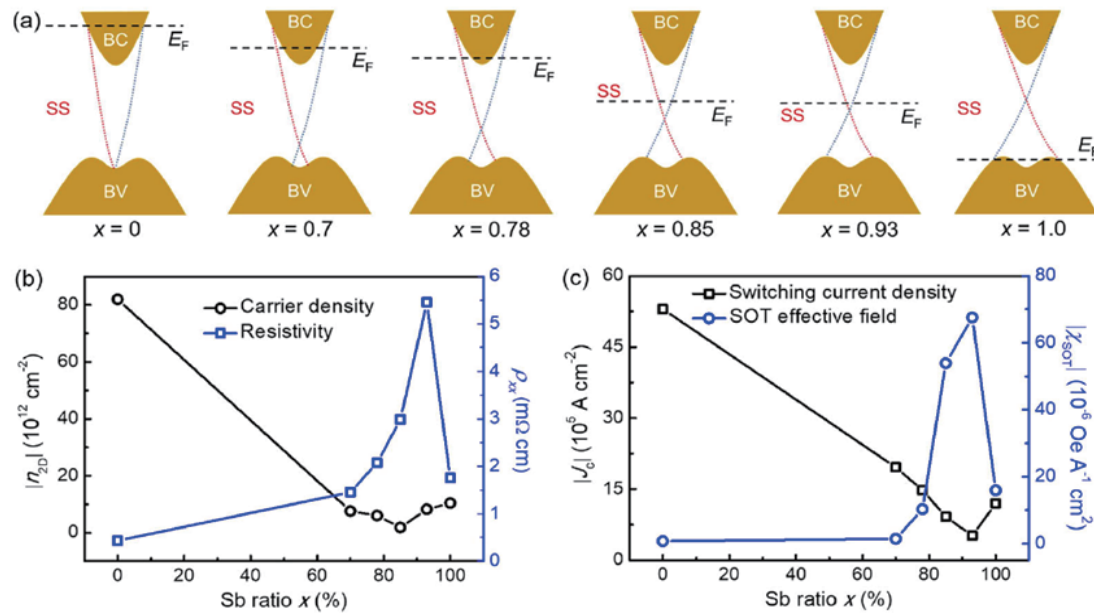 (a)
BC
E_F
SS
BV
x = 0
BC
E_F
SS
BV
x = 0.7
BC
E_F
SS
BV
x = 0.78
BC
SS
E_F
BV
x = 0.85
BC
SS
E_F
BV
x = 0.93
BC
SS
E_F
BV
x = 1.0
(b)
Carrier density
Resistivity
|n_2D| (10^12 cm^-2)
80
60
40
20
0
ρ_xx (mΩ cm)
6
5
4
3
2
1
0
0 20 40 60 80 100
Sb ratio x (%)
(c)
Switching current density
SOT effective field
|J_c| (10^5 A cm^-2)
60
45
30
15
0
|χ_SOT| (10^-6 Oe A^-1 cm^2)
80
60
40
20
0
0 20 40 60 80 100
Sb ratio x (%)